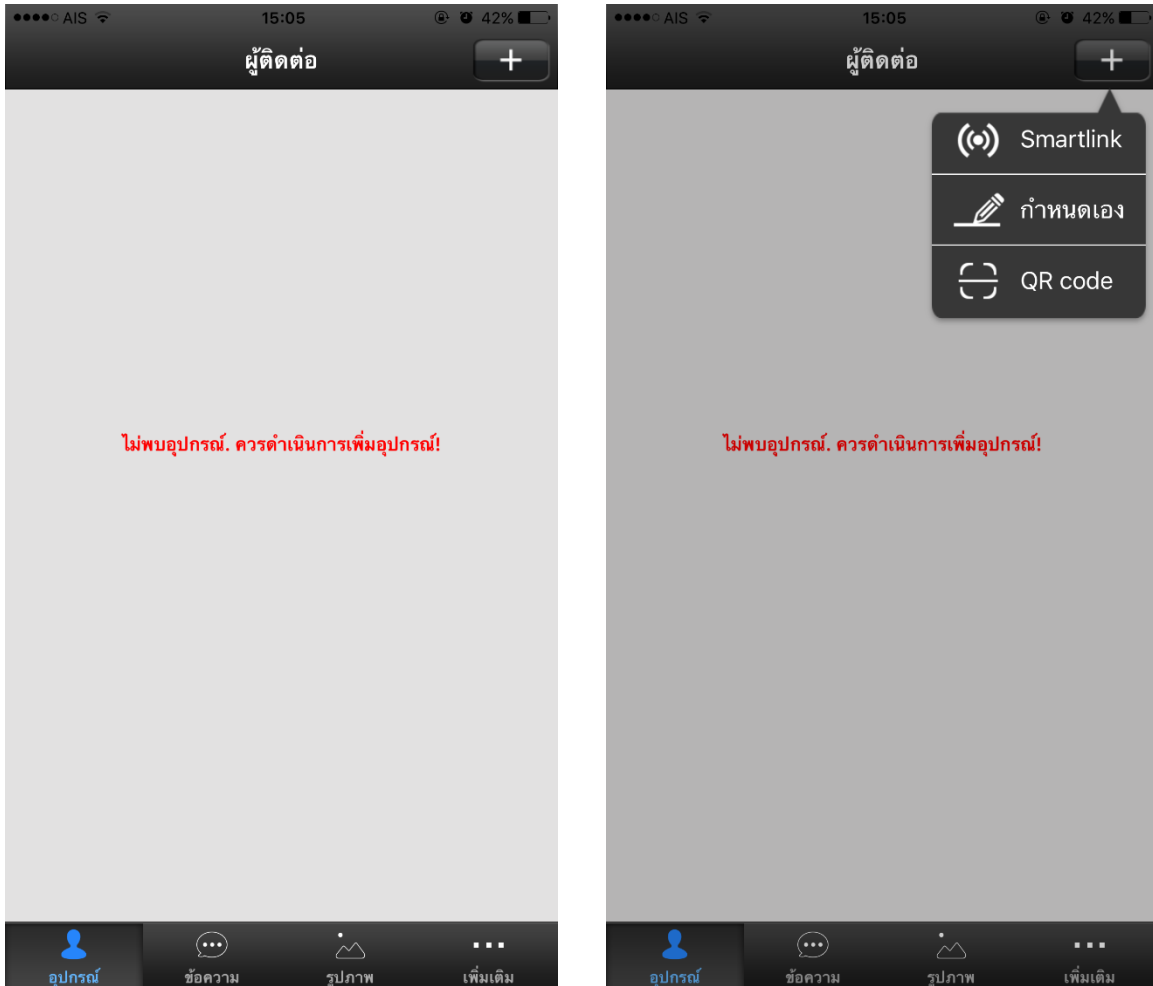 AIS 15:05 42%
ผู้ติดต่อ
ไม่พบอุปกรณ์. ควรดำเนินการเพิ่มอุปกรณ์!
อุปกรณ์ ข้อความ รูปภาพ เพิ่มเติม
AIS 15:05 42%
ผู้ติดต่อ
Smartlink
กำหนดเอง
QR code
ไม่พบอุปกรณ์. ควรดำเนินการเพิ่มอุปกรณ์!
อุปกรณ์ ข้อความ รูปภาพ เพิ่มเติม